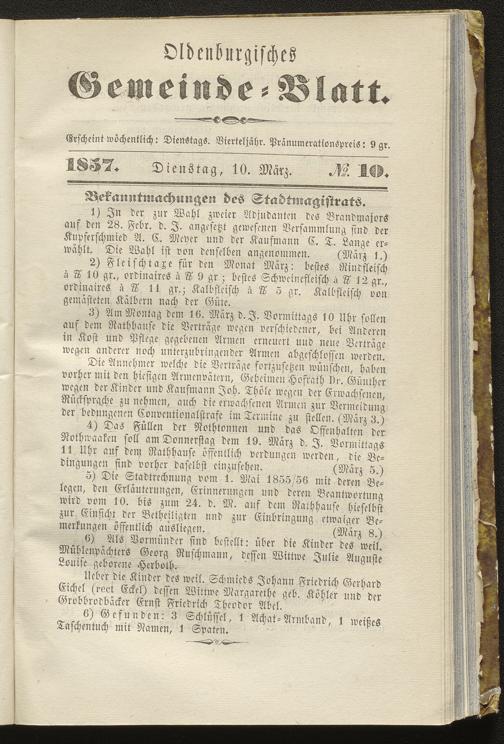 Oldenburgisches
Gemeinde-Blatt.
Erscheint wöchentlich: Dienstags. Vierteljähr. Pränumerationspreis: 9 gr.
1857. Dienstag, 10. März. № 10.
Bekanntmachungen des Stadtmagistrats.
1) In der zur Wahl zweier Adjudanten des Brandmajors
auf den 28. Febr. d. J. angesetzt gewesenen Versammlung sind der
Kupferschmied A. C. Meyer und der Kaufmann C. T. Lange er-
wählt. Die Wahl ist von denselben angenommen. (März 1.)
2) Fleischtaxe für den Monat März: bestes Rindfleisch
à ℔ 10 gr., ordinaires à ℔ 9 gr; bestes Schweinefleisch à ℔ 12 gr.,
ordinaires à ℔ 11 gr.; Kalbfleisch à ℔ 5 gr. Kalbfleisch von
gemästeten Kälbern nach der Güte.
3) Am Montag dem 16. März d. J. Vormittags 10 Uhr sollen
auf dem Rathhause die Verträge wegen verschiedener, bei Anderen
in Kost und Pflege gegebenen Armen erneuert und neue Verträge
wegen anderer noch unterzubringender Armen abgeschlossen werden.
Die Annehmer welche die Verträge fortzusetzen wünschen, haben
vorher mit den hiesigen Armenvätern, Geheimen Hofrath Dr. Günther
wegen der Kinder und Kaufmann Joh. Thöle wegen der Erwachsenen,
Rücksprache zu nehmen, auch die erwachsenen Armen zur Vermeidung
der bedungenen Conventionalstrafe im Termine zu stellen. (März 3.)
4) Das Füllen der Nothtonnen und das Offenhalten der
Nothwaaken soll am Donnerstag dem 19. März d. J. Vormittags
11 Uhr auf dem Rathhause öffentlich verdungen werden, die Be-
dingungen sind vorher daselbst einzusehen. (März 5.)
5) Die Stadtrechnung vom 1. Mai 1855/56 mit deren Be-
legen, den Erläuterungen, Erinnerungen und deren Beantwortung
wird vom 10. bis zum 24. d. M. auf dem Rathhause hieselbst
zur Einsicht der Betheiligten und zur Einbringung etwaiger Be-
merkungen öffentlich ausliegen. (März 8.)
6) Als Vormünder sind bestellt: über die Kinder des weil.
Mühlenpächters Georg Ruschmann, dessen Wittwe Julie Auguste
Louise geborene Herboth.
Ueber die Kinder des weil. Schmieds Johann Friedrich Gerhard
Eichel (rect Eckel) dessen Wittwe Margarethe geb. Köhler und der
Grobbrodbäcker Ernst Friedrich Theodor Abel.
6) Gefunden: 3 Schlüssel, 1 Achat-Armband, 1 weißes
Taschentuch mit Namen, 1 Spaten.